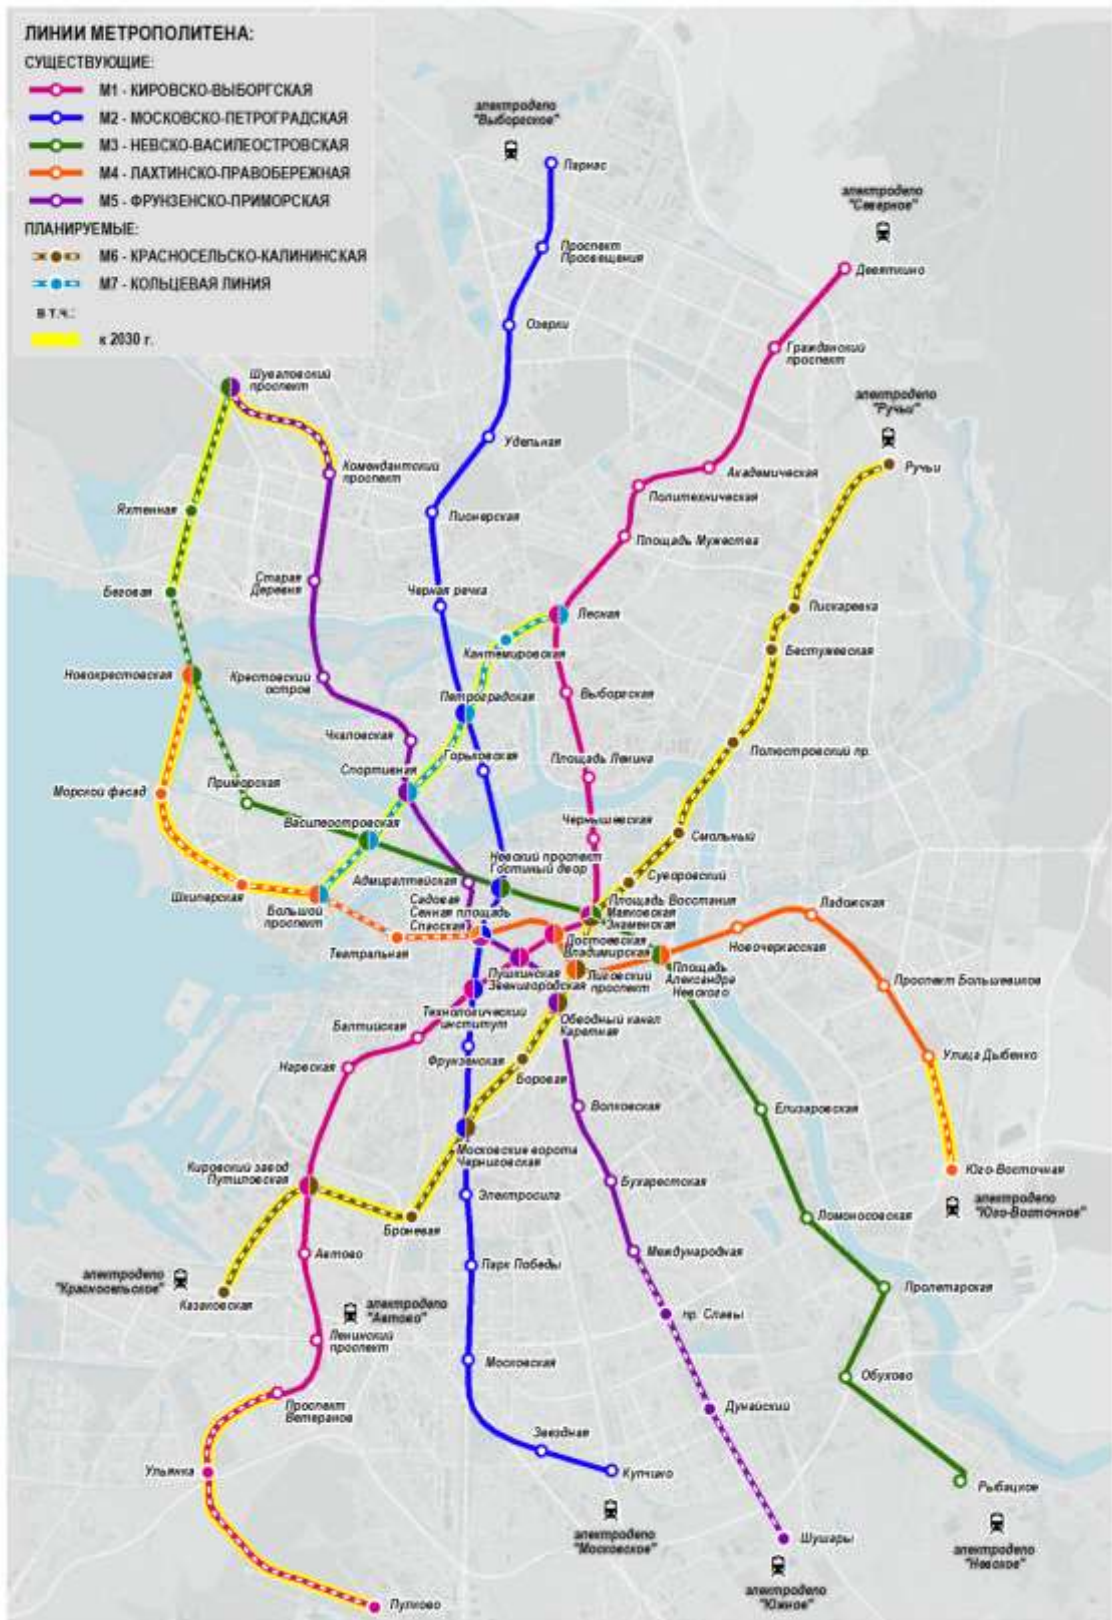 ЛИНИИ МЕТРОПОЛИТЕНА:
СУЩЕСТВУЮЩИЕ:
М1 - КИРОВСКО-ВЫБОРГСКАЯ
М2 - МОСКОВСКО-ПЕТРОГРАДСКАЯ
М3 - НЕВСКО-ВАСИЛЕОСТРОВСКАЯ
М4 - ЛАХТИНСКО-ПРАВОБЕРЕЖНАЯ
М5 - ФРУНЗЕНСКО-ПРИМОРСКАЯ
ПЛАНИРУЕМЫЕ:
М6 - КРАСНОСЕЛЬСКО-КАЛИНИНСКАЯ
М7 - КОЛЬЦЕВАЯ ЛИНИЯ
в т.ч.:
к 2030 г.
электродепо
"Выборгское"
Парнас
электродепо
"Северное"
Проспект
Просвещения
Девяткино
Озерки
Гражданский
проспект
Шуваловский
проспект
электродепо
"Ручьи"
Удельная
Комендантский
проспект
Академическая
Ручьи
Политехническая
Яхтенная
Пионерская
Площадь Мужества
Старая
Деревня
Беговая
Черная речка
Лесная
Пискаревка
Кантемировская
Бестужевская
Новокрестовская
Крестовский
остров
Петроградская
Выборгская
Чкаловская
Полюстровский пр.
Горьковская
Площадь Ленина
Спортивная
Приморская
Морской фасад
Василеостровская
Чернышевская
Смольный
Невский проспект
Гостиный двор
Адмиралтейская
Суворовский
Шкиперская
Большой
проспект
Садовая
Сенная площадь
Спасская
Площадь Восстания
Маяковская
Знаменская
Ладожская
Театральная
Достоевская
Владимирская
Новочеркасская
Пушкинская
Звенигородская
Лиговский
проспект
Площадь
Александра
Невского
Проспект Большевиков
Технологический
институт
Обводный канал
Каретная
Балтийская
Фрунзенская
Улица Дыбенко
Нарвская
Боровая
Волковская
Елизаровская
Московские ворота
Черниговская
Кировский завод
Путиловская
Юго-Восточная
Бухарестская
Электросила
электродепо
"Юго-Восточное"
Броневая
Ломоносовская
Автово
Международная
Парк Победы
электродепо
"Красносельское"
Казаковская
Пролетарская
электродепо
"Автово"
пр. Славы
Ленинский
проспект
Московская
Обухово
Проспект
Ветеранов
Дунайский
Звездная
Ульянка
Купчино
Рыбацкое
электродепо
"Московское"
Шушары
электродепо
"Невское"
электродепо
"Южное"
Пулково